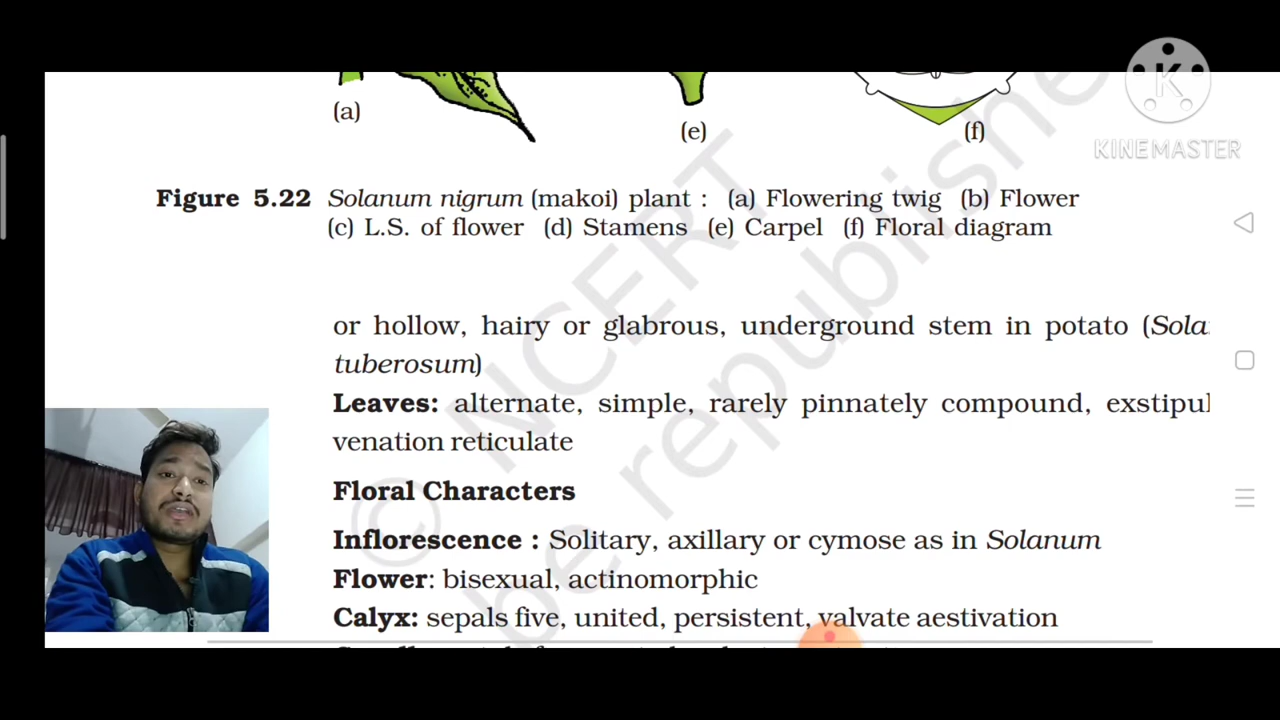 K
KINEMASTER
(a)
(e)
(f)
Figure 5.22 Solanum nigrum (makoi) plant : (a) Flowering twig (b) Flower
(c) L.S. of flower (d) Stamens (e) Carpel (f) Floral diagram
or hollow, hairy or glabrous, underground stem in potato (Sola
tuberosum)
Leaves: alternate, simple, rarely pinnately compound, exstipul
venation reticulate
Floral Characters
Inflorescence : Solitary, axillary or cymose as in Solanum
Flower: bisexual, actinomorphic
Calyx: sepals five, united, persistent, valvate aestivation
© NCERT
be republishe